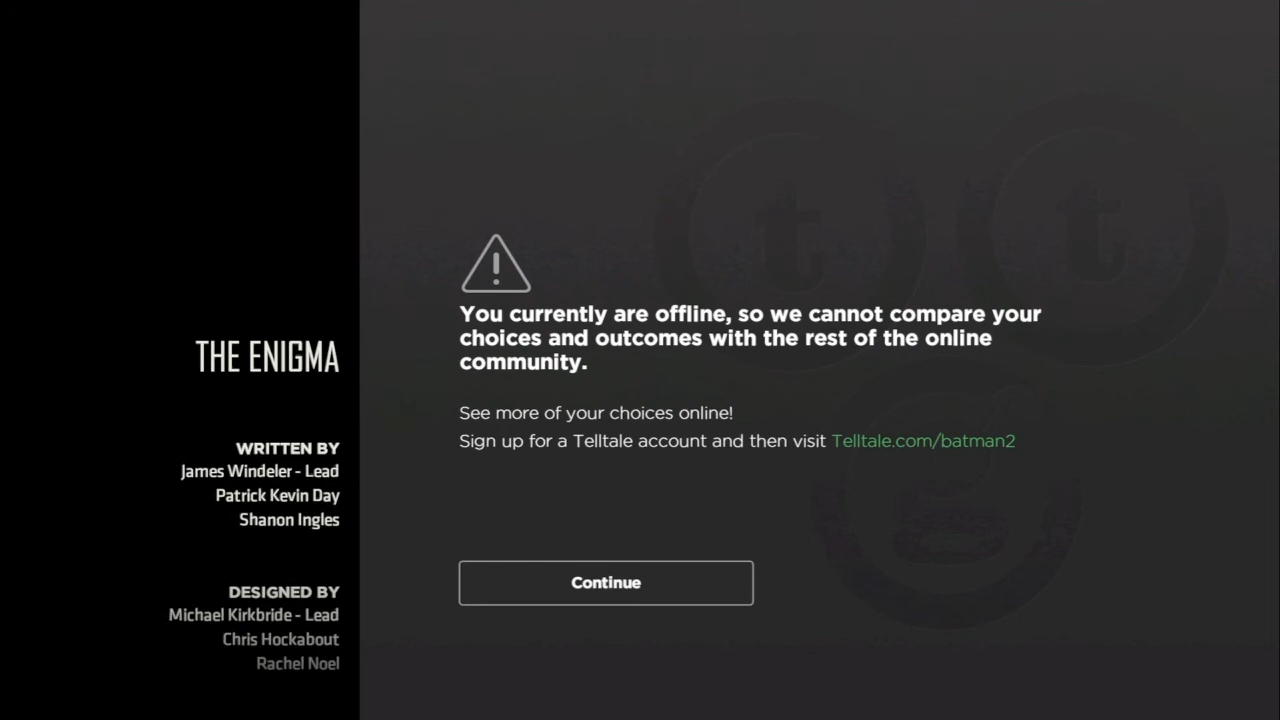 THE ENIGMA
WRITTEN BY
James Windeler - Lead
Patrick Kevin Day
Shanon Ingles
DESIGNED BY
Michael Kirkbride - Lead
Chris Hockabout
Rachel Noel
t t
g
You currently are offline, so we cannot compare your
choices and outcomes with the rest of the online
community.
See more of your choices online!
Sign up for a Telltale account and then visit Telltale.com/batman2
Continue